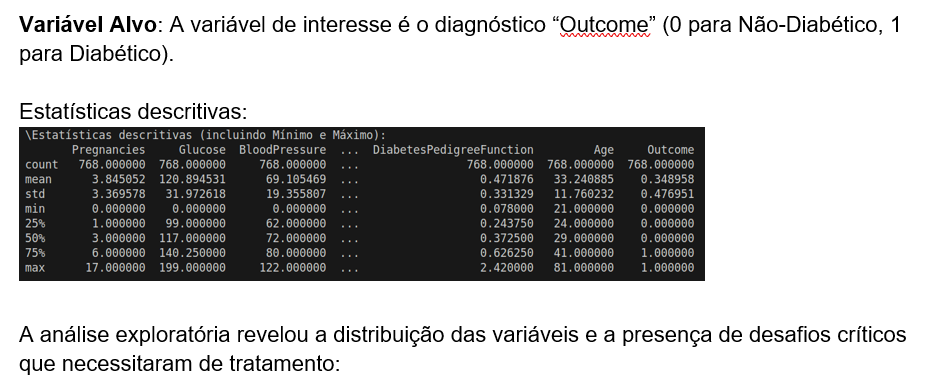 Variável Alvo: A variável de interesse é o diagnóstico “Outcome” (0 para Não-Diabético, 1
para Diabético).
Estatísticas descritivas:
\Estatísticas descritivas (incluindo Mínimo e Máximo):
Pregnancies Glucose BloodPressure ... DiabetesPedigreeFunction Age Outcome
count 768.000000 768.000000 768.000000 ... 768.000000 768.000000 768.000000
mean 3.845052 120.894531 69.105469 ... 0.471876 33.240885 0.348958
std 3.369578 31.972618 19.355807 ... 0.331329 11.760232 0.476951
min 0.000000 0.000000 0.000000 ... 0.078000 21.000000 0.000000
25% 1.000000 99.000000 62.000000 ... 0.243750 24.000000 0.000000
50% 3.000000 117.000000 72.000000 ... 0.372500 29.000000 0.000000
75% 6.000000 140.250000 80.000000 ... 0.626250 41.000000 1.000000
max 17.000000 199.000000 122.000000 ... 2.420000 81.000000 1.000000
A análise exploratória revelou a distribuição das variáveis e a presença de desafios críticos
que necessitaram de tratamento: